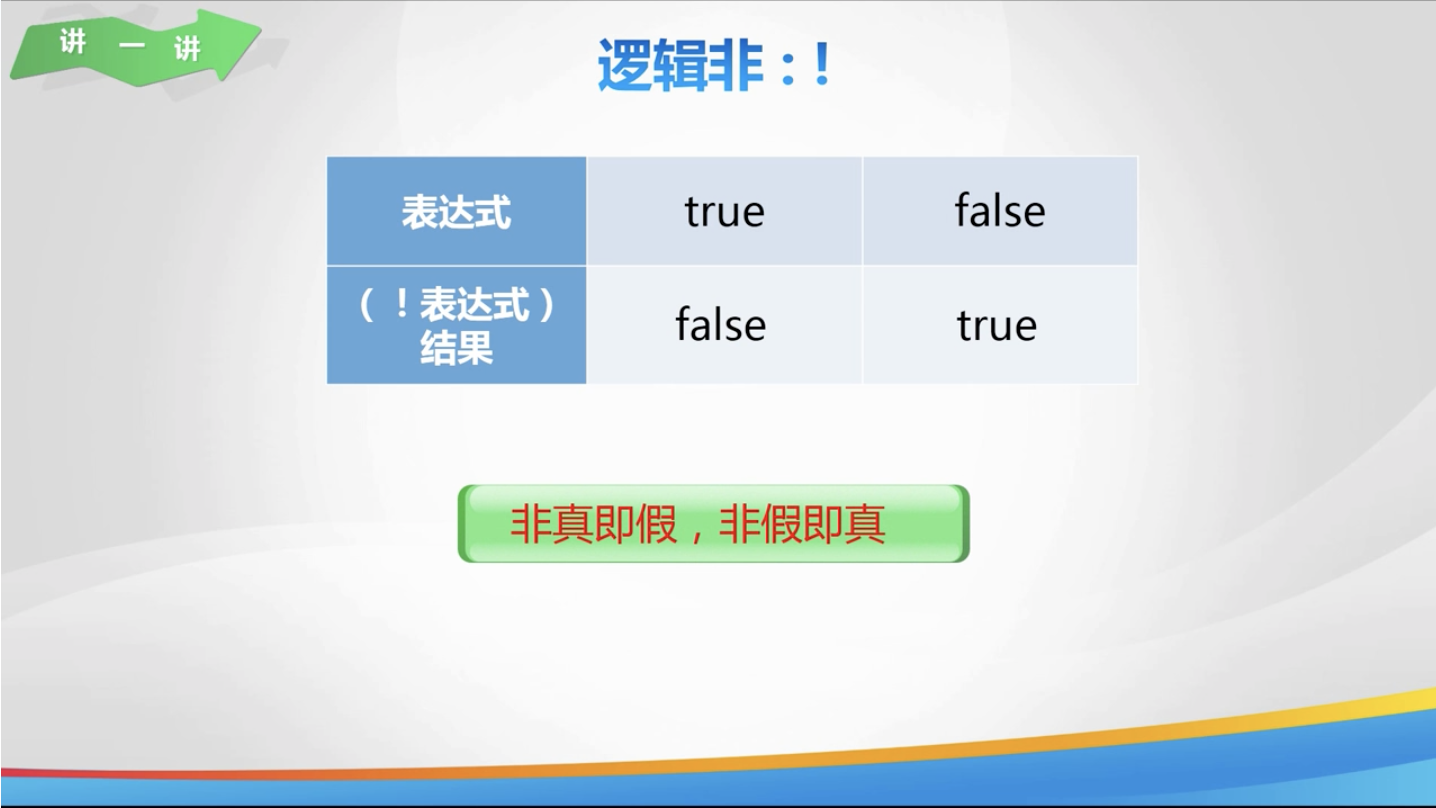 讲一讲
逻辑非：!
表达式 true false
（！表达式） false true
结果
非真即假，非假即真